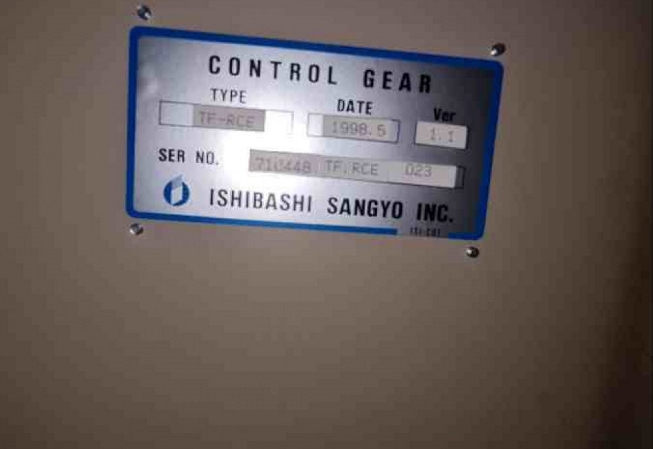 CONTROL GEAR
TYPE DATE Ver
TF-RCE 1998.5 1.1
SER NO. 710448 TF.RCE 023
ISHIBASHI SANGYO INC.